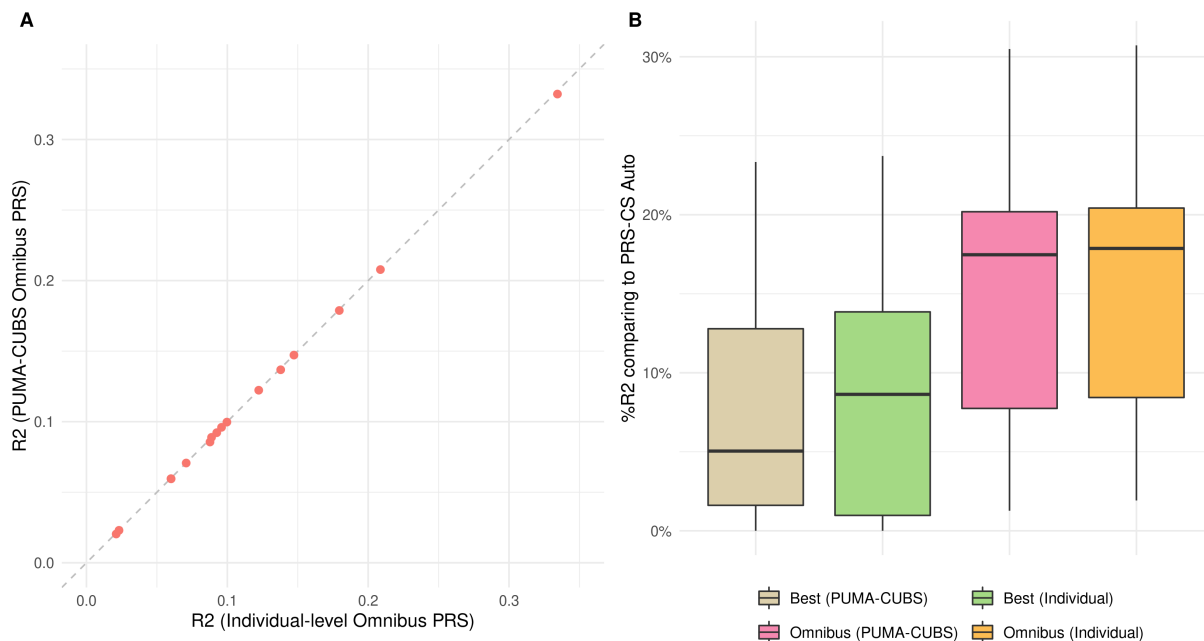 A
R2 (PUMA-CUBS Omnibus PRS)
0.3
0.2
0.1
0.0
0.0 0.1 0.2 0.3
R2 (Individual-level Omnibus PRS)
B
%R2 comparing to PRS-CS Auto
30%
20%
10%
0%
Best (PUMA-CUBS) Best (Individual)
Omnibus (PUMA-CUBS) Omnibus (Individual)